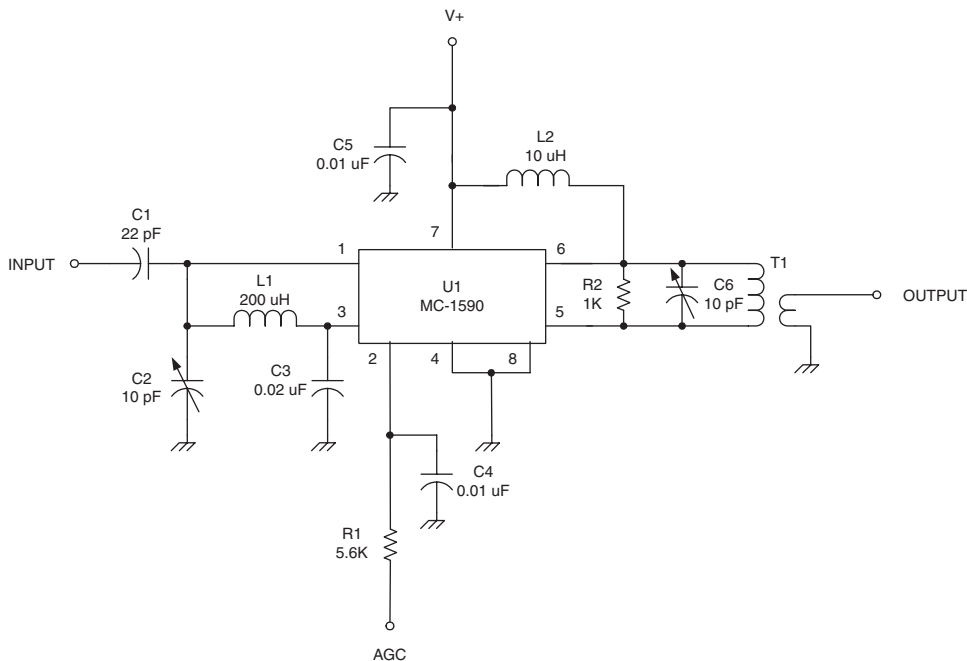 V+
C5
0.01 uF
L2
10 uH
C1
22 pF
INPUT
1
7
6
T1
U1
MC-1590
R2
1K
C6
10 pF
OUTPUT
L1
200 uH
3
5
2
4
8
C2
10 pF
C3
0.02 uF
C4
0.01 uF
R1
5.6K
AGC